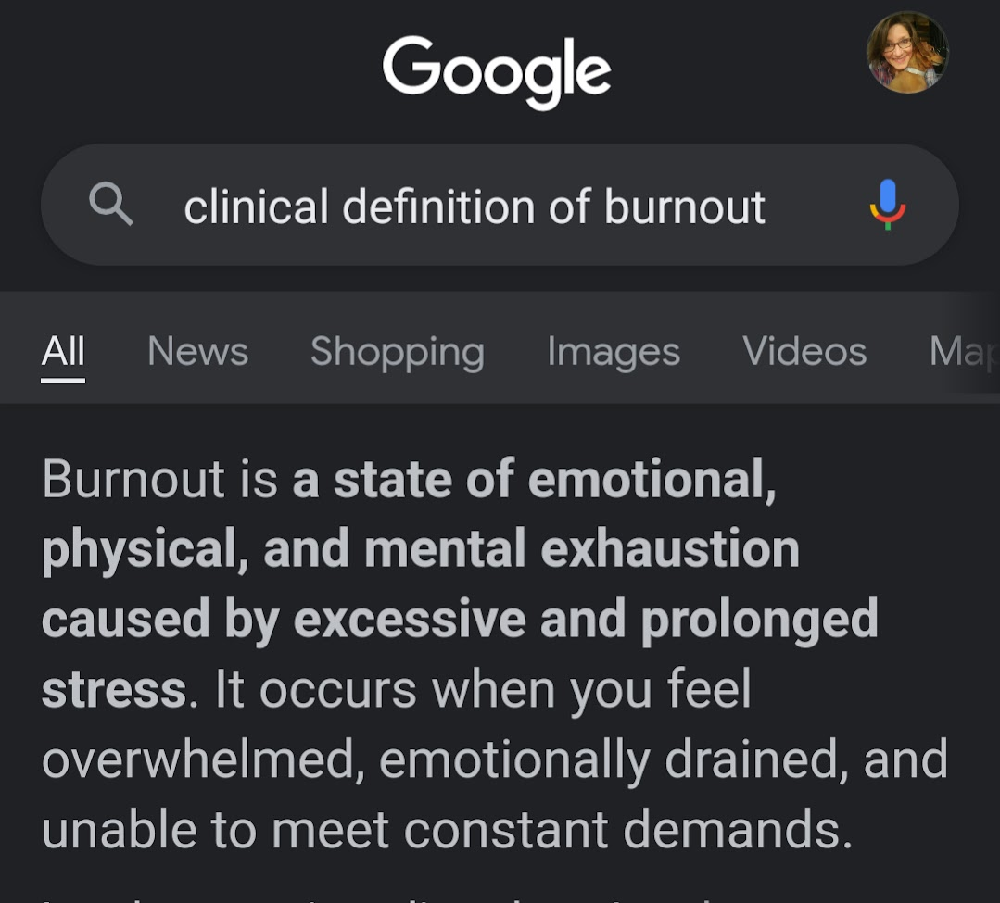 Google
clinical definition of burnout
All News Shopping Images Videos
Burnout is a state of emotional,
physical, and mental exhaustion
caused by excessive and prolonged
stress. It occurs when you feel
overwhelmed, emotionally drained, and
unable to meet constant demands.